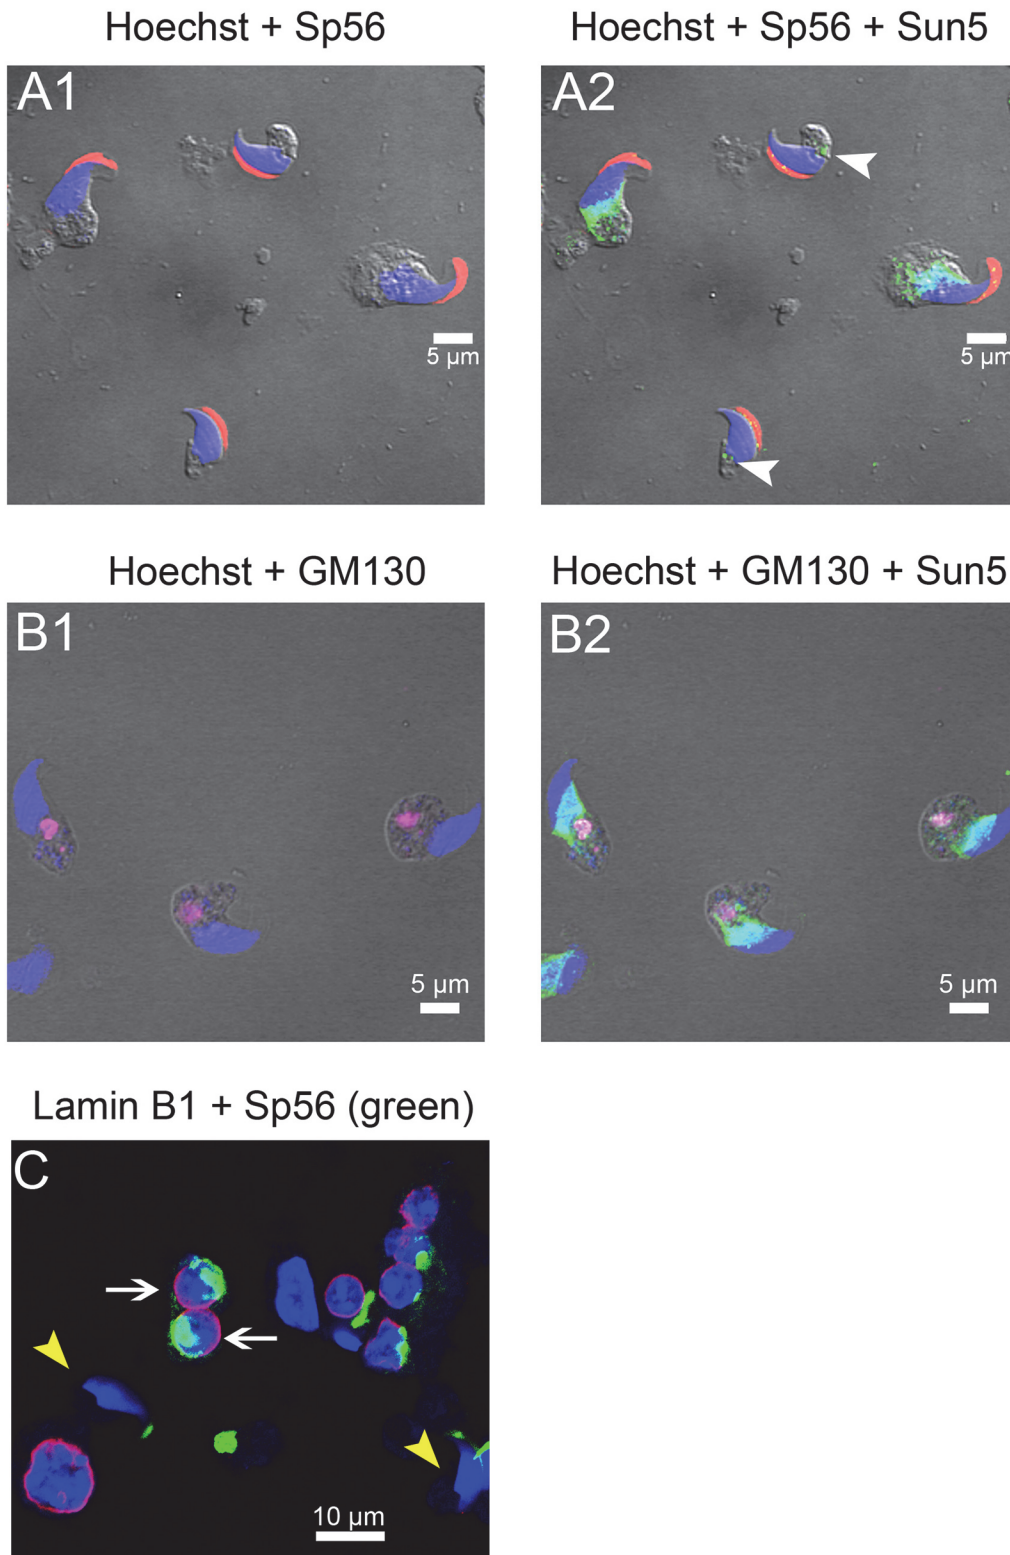 Hoechst + Sp56
Hoechst + Sp56 + Sun5
A1
A2
5 µm
5 µm
Hoechst + GM130
Hoechst + GM130 + Sun5
B1
B2
5 µm
5 µm
Lamin B1 + Sp56 (green)
C
10 µm